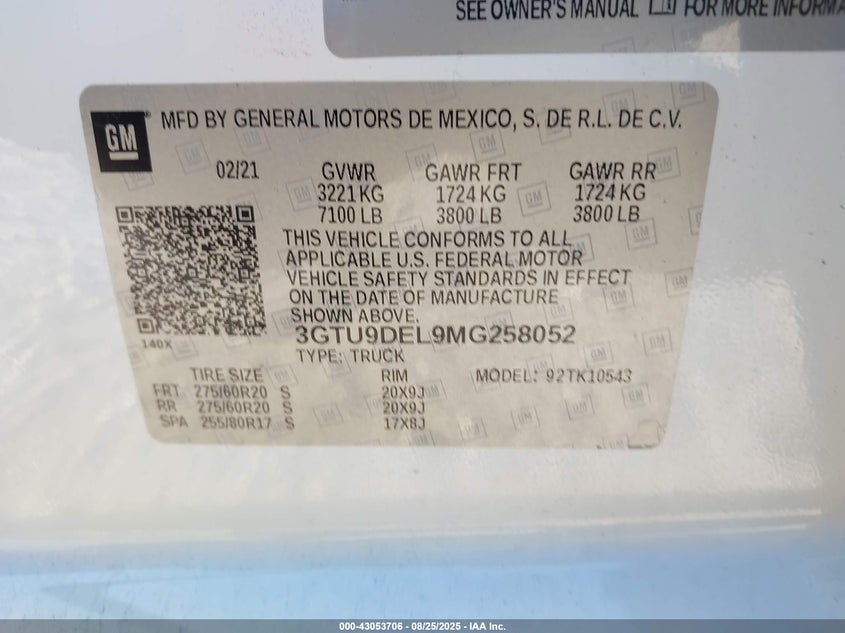 SEE OWNER'S MANUAL FOR MORE INFORMA
GM
MFD BY GENERAL MOTORS DE MEXICO, S. DE R.L. DE C.V.
02/21 GVWR GAWR FRT GAWR RR
3221 KG 1724 KG 1724 KG
7100 LB 3800 LB 3800 LB
THIS VEHICLE CONFORMS TO ALL
APPLICABLE U.S. FEDERAL MOTOR
VEHICLE SAFETY STANDARDS IN EFFECT
ON THE DATE OF MANUFACTURE
SHOWN ABOVE.
140X
3GTU9DEL9MG258052
TYPE: TRUCK
TIRE SIZE RIM MODEL: 92TK10543
FRT 275/60R20 S 20X9J
RR 275/60R20 S 20X9J
SPA 255/80R17 S 17X8J
000-43053706 - 08/25/2025 - IAA Inc.